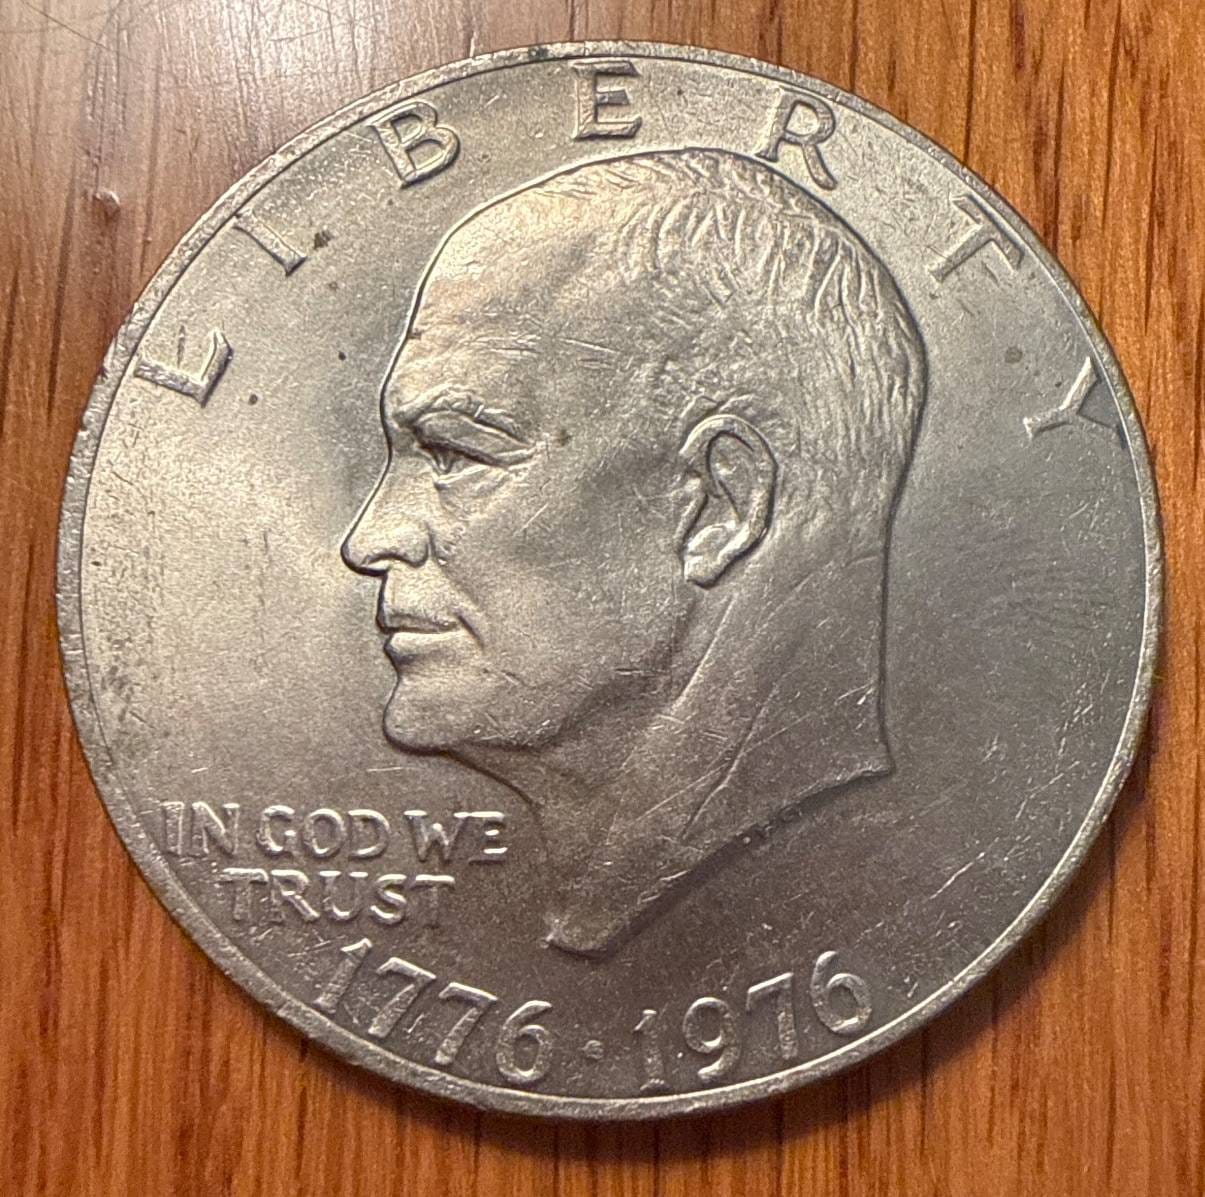 LIBERTY
IN GOD WE
TRUST
1776·1976